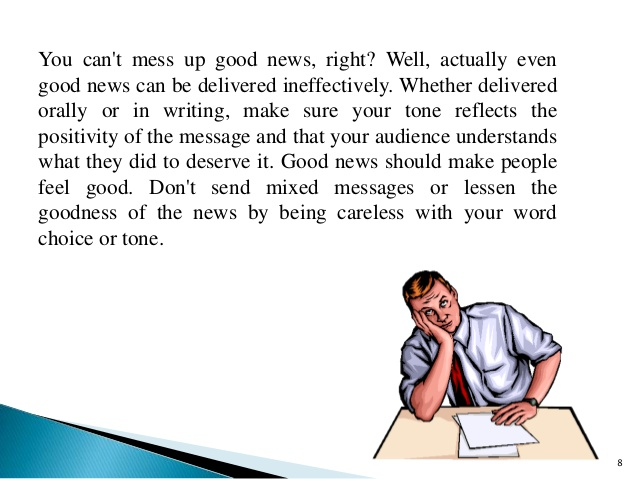 You can't mess up good news, right? Well, actually even
good news can be delivered ineffectively. Whether delivered
orally or in writing, make sure your tone reflects the
positivity of the message and that your audience understands
what they did to deserve it. Good news should make people
feel good. Don't send mixed messages or lessen the
goodness of the news by being careless with your word
choice or tone.
8